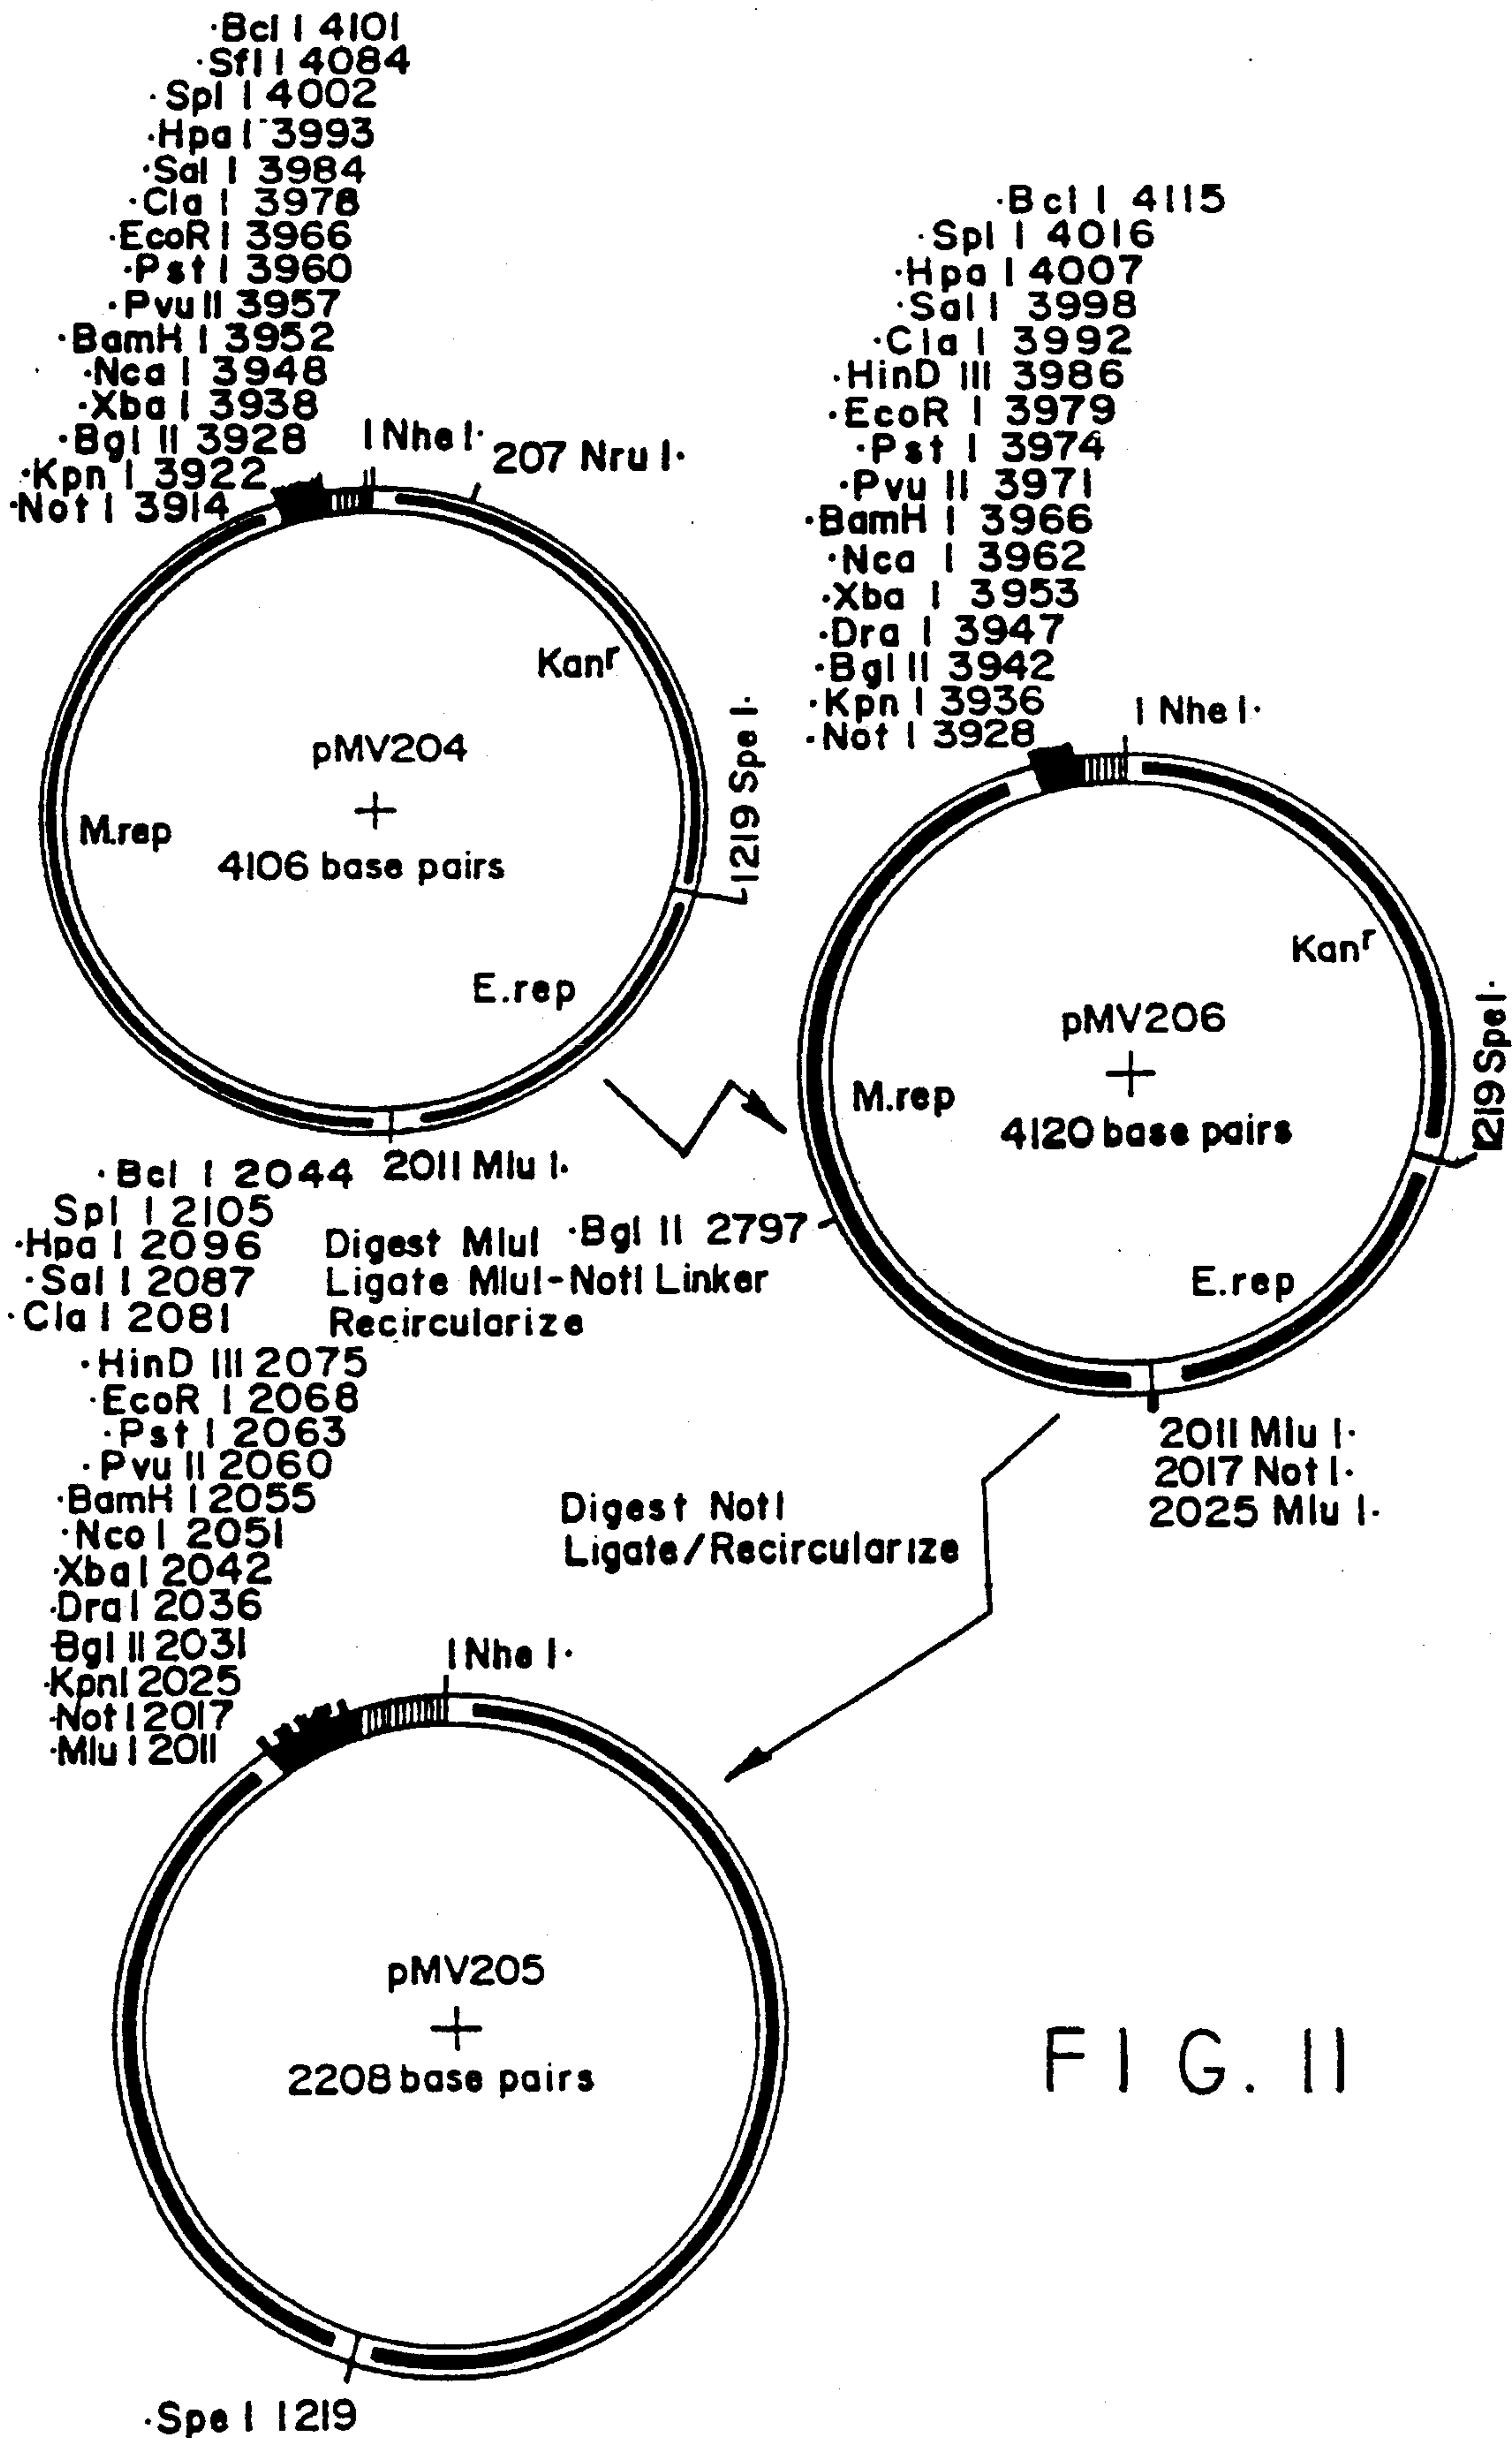 ·Bcl I 4101
·SfI I 4084
·Spl I 4002
·Hpa I 3993
·Sal I 3984
·Cla I 3978
·EcoR I 3966
·Pst I 3960
·Pvu II 3957
·BamH I 3952
·Nca I 3948
·Xba I 3938
·Bgl II 3928
·Kpn I 3922
·Not I 3914
1 Nhe I·
207 Nru I·
Kanʳ
pMV204
M.rep
4106 base pairs
1219 Spe I·
E.rep
2011 Mlu I·
·Bcl I 4115
·Spl I 4016
·Hpa I 4007
·Sal I 3998
·Cla I 3992
·HinD III 3986
·EcoR I 3979
·Pst I 3974
·Pvu II 3971
·BamH I 3966
·Nca I 3962
·Xba I 3953
·Dra I 3947
·Bgl II 3942
·Kpn I 3936
·Not I 3928
1 Nhe I·
Kanʳ
pMV206
M.rep
4120 base pairs
1219 Spe I·
·Bgl II 2797
E.rep
2011 Mlu I·
2017 Not I·
2025 Mlu I·
Digest MluI
Ligate MluI-NotI Linker
Recircularize
·Bcl I 2044
Spl I 2105
·Hpa I 2096
·Sal I 2087
·Cla I 2081
·HinD III 2075
·EcoR I 2068
·Pst I 2063
·Pvu II 2060
·BamH I 2055
·Nco I 2051
·Xba I 2042
·Dra I 2036
·Bgl II 2031
·KpnI 2025
·Not I 2017
·Mlu I 2011
Digest NotI
Ligate/Recircularize
1 Nhe I·
pMV205
2208 base pairs
·Spe I 1219
FIG. 11